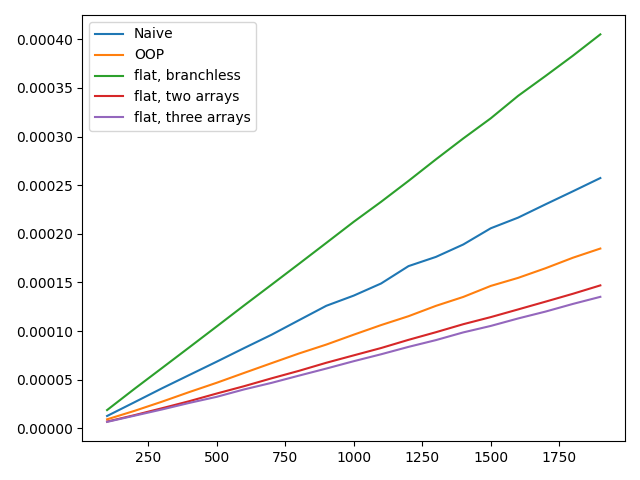 Naive
OOP
flat, branchless
flat, two arrays
flat, three arrays
0.00040
0.00035
0.00030
0.00025
0.00020
0.00015
0.00010
0.00005
0.00000
250 500 750 1000 1250 1500 1750